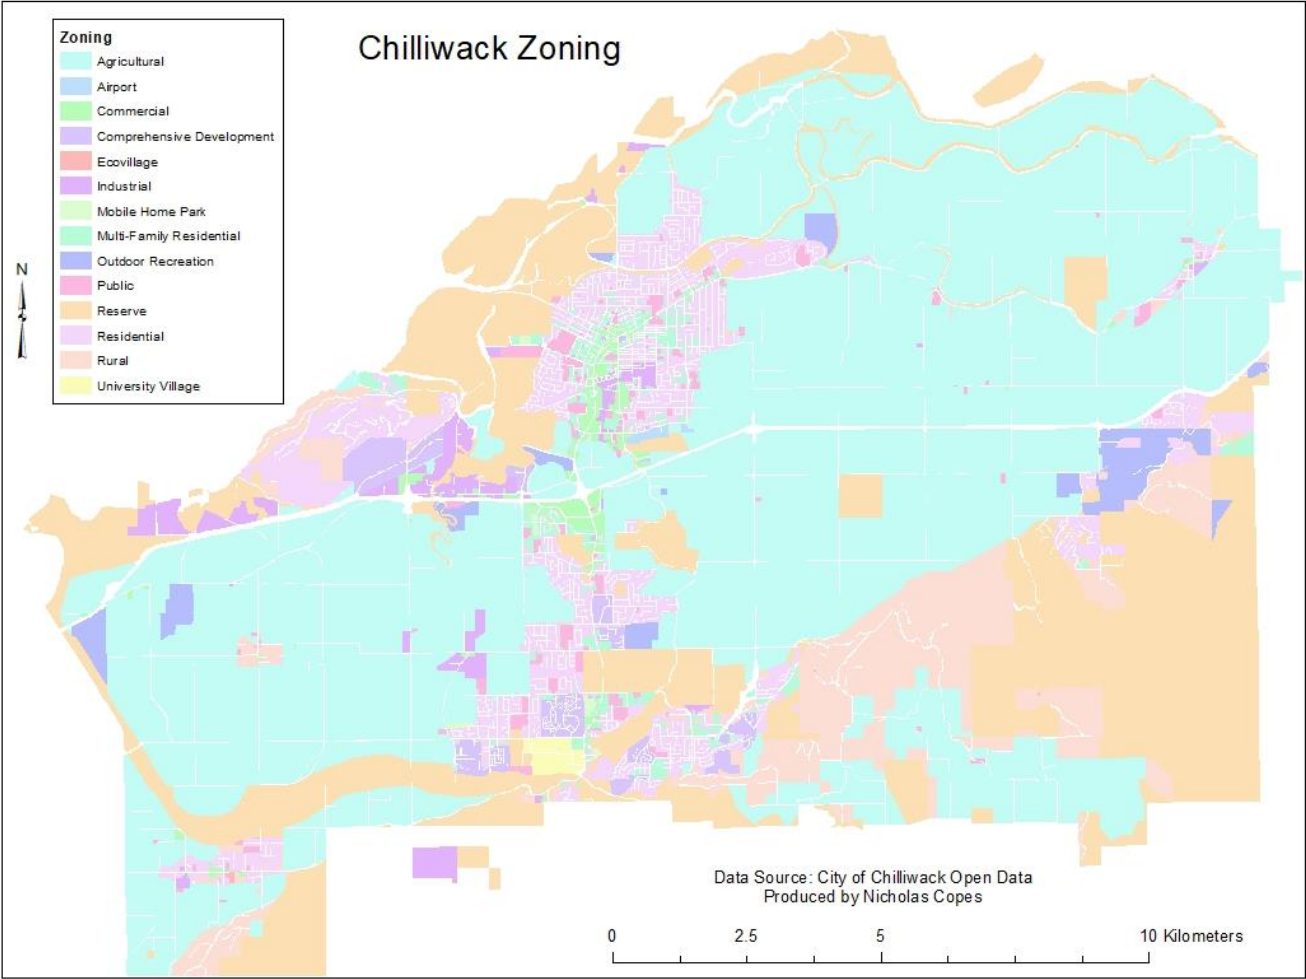 Chilliwack Zoning
Zoning
Agricultural
Airport
Commercial
Comprehensive Development
Ecovillage
Industrial
Mobile Home Park
Multi-Family Residential
Outdoor Recreation
Public
Reserve
Residential
Rural
University Village
N
Data Source: City of Chilliwack Open Data
Produced by Nicholas Copes
0 2.5 5 10 Kilometers